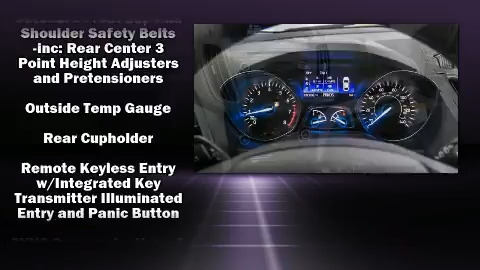 Shoulder Safety Belts
-inc: Rear Center 3
Point Height Adjusters
and Pretensioners
Outside Temp Gauge
Rear Cupholder
Remote Keyless Entry
w/Integrated Key
Transmitter Illuminated
Entry and Panic Button